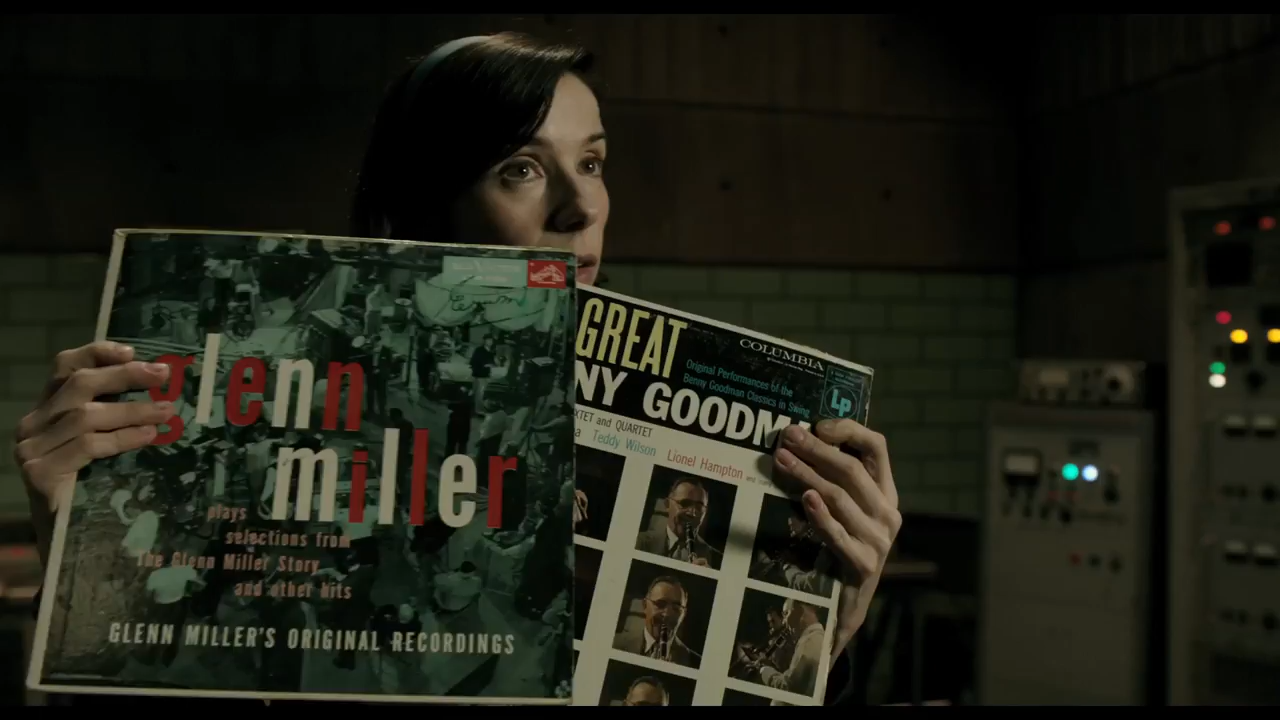 glenn
miller
plays
selections from
The Glenn Miller Story
and other hits
GLENN MILLER'S ORIGINAL RECORDINGS
GREAT
COLUMBIA
Original Performances of the
Benny Goodman Classics in Swing
Lp
NY GOODM
XTET and QUARTET
a Teddy Wilson Lionel Hampton